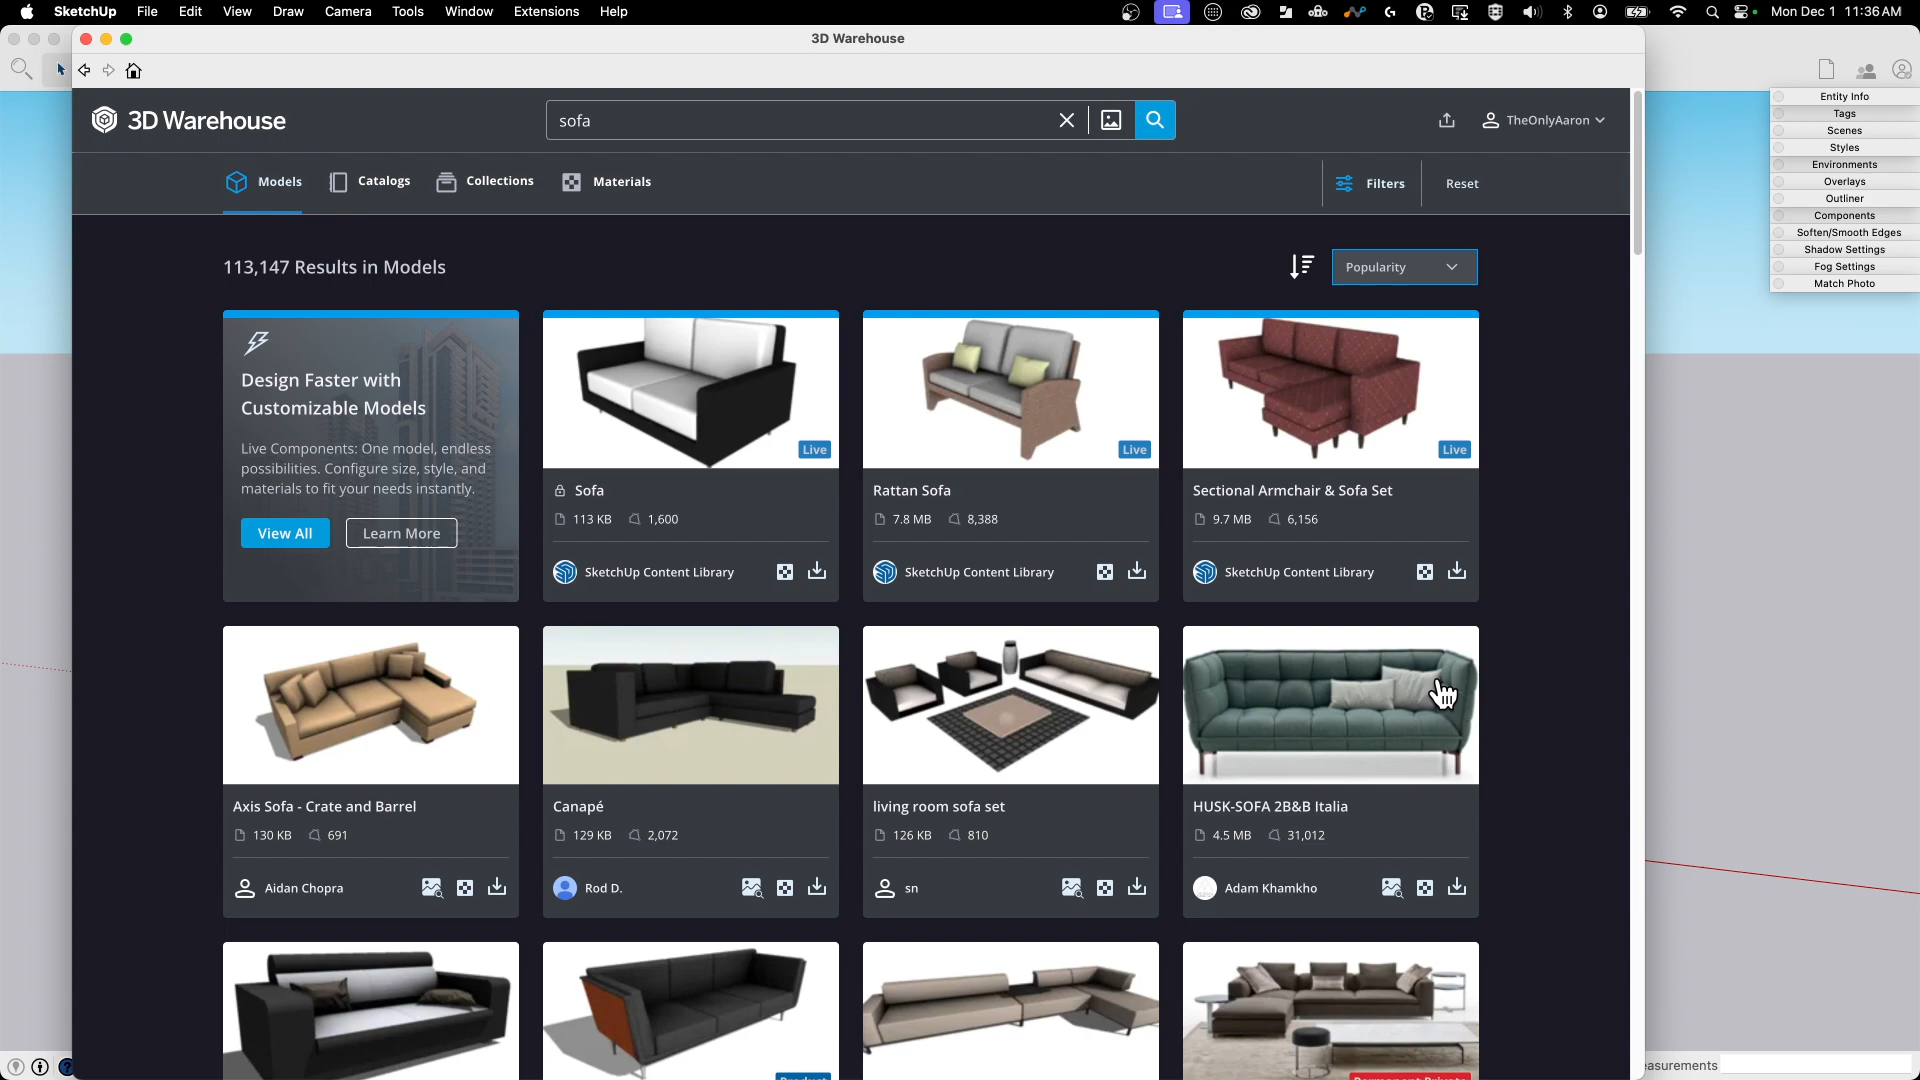 SketchUp File Edit View Draw Camera Tools Window Extensions Help
Mon Dec 1 11:36 AM
3D Warehouse
3D Warehouse
sofa
TheOnlyAaron
Models
Catalogs
Collections
Materials
Filters
Reset
113,147 Results in Models
Popularity
Design Faster with
Customizable Models
Live Components: One model, endless
possibilities. Configure size, style, and
materials to fit your needs instantly.
View All
Learn More
Live
Sofa
113 KB 1,600
SketchUp Content Library
Live
Rattan Sofa
7.8 MB 8,388
SketchUp Content Library
Live
Sectional Armchair & Sofa Set
9.7 MB 6,156
SketchUp Content Library
Axis Sofa - Crate and Barrel
130 KB 691
Aidan Chopra
Canapé
129 KB 2,072
Rod D.
living room sofa set
126 KB 810
sn
HUSK-SOFA 2B&B Italia
4.5 MB 31,012
Adam Khamkho
Product
Permanent Private
Entity Info
Tags
Scenes
Styles
Environments
Overlays
Outliner
Components
Soften/Smooth Edges
Shadow Settings
Fog Settings
Match Photo
easurements